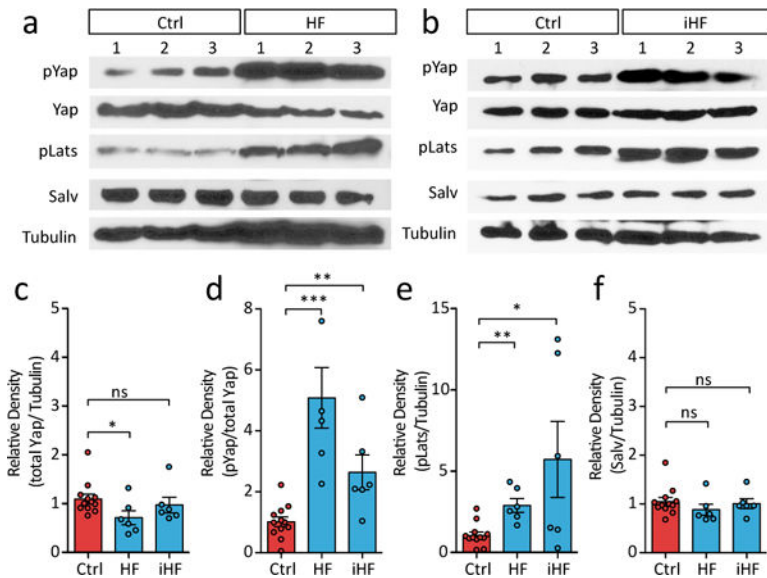 a Ctrl HF
1 2 3 1 2 3
pYap
Yap
pLats
Salv
Tubulin
b Ctrl iHF
1 2 3 1 2 3
pYap
Yap
pLats
Salv
Tubulin
c
Relative Density
(total Yap/ Tubulin)
5
4
3
2
1
0
ns
*
Ctrl HF iHF
d
Relative Density
(pYap/total Yap)
8
6
4
2
0
**
***
Ctrl HF iHF
e
Relative Density
(pLats/Tubulin)
15
10
5
0
*
**
Ctrl HF iHF
f
Relative Density
(Salv/Tubulin)
5
4
3
2
1
0
ns
ns
Ctrl HF iHF